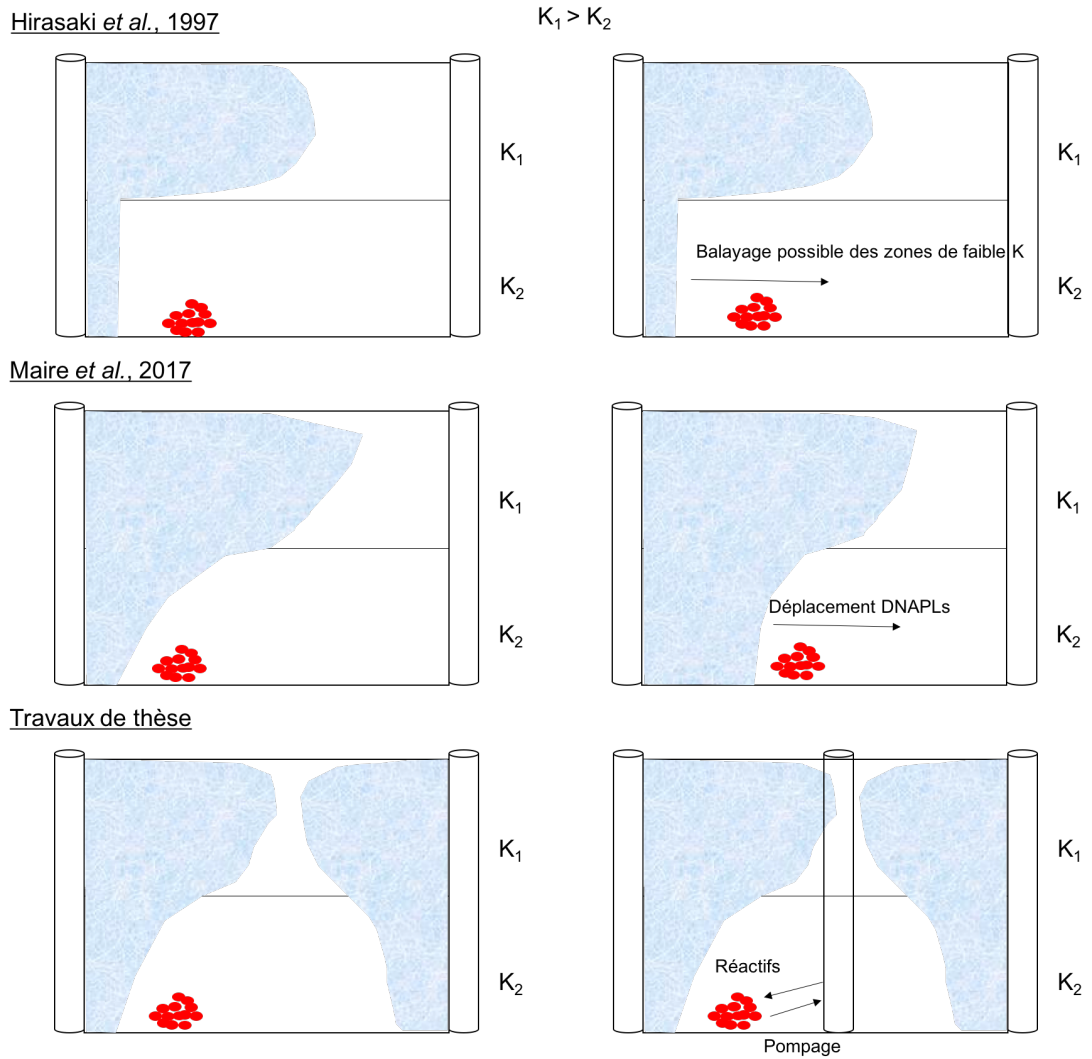 Hirasaki et al., 1997
K₁ > K₂
K₁
K₁
Balayage possible des zones de faible K
K₂
K₂
Maire et al., 2017
K₁
K₁
Déplacement DNAPLs
K₂
K₂
Travaux de thèse
K₁
K₁
Réactifs
K₂
K₂
Pompage